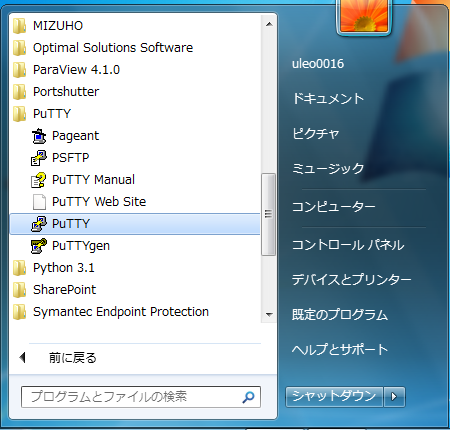 MIZUHO
Optimal Solutions Software
ParaView 4.1.0
Portshutter
PuTTY
Pageant
PSFTP
PuTTY Manual
PuTTY Web Site
PuTTY
PuTTYgen
Python 3.1
SharePoint
Symantec Endpoint Protection
前に戻る
プログラムとファイルの検索
uleo0016
ドキュメント
ピクチャ
ミュージック
コンピューター
コントロール パネル
デバイスとプリンター
既定のプログラム
ヘルプとサポート
シャットダウン